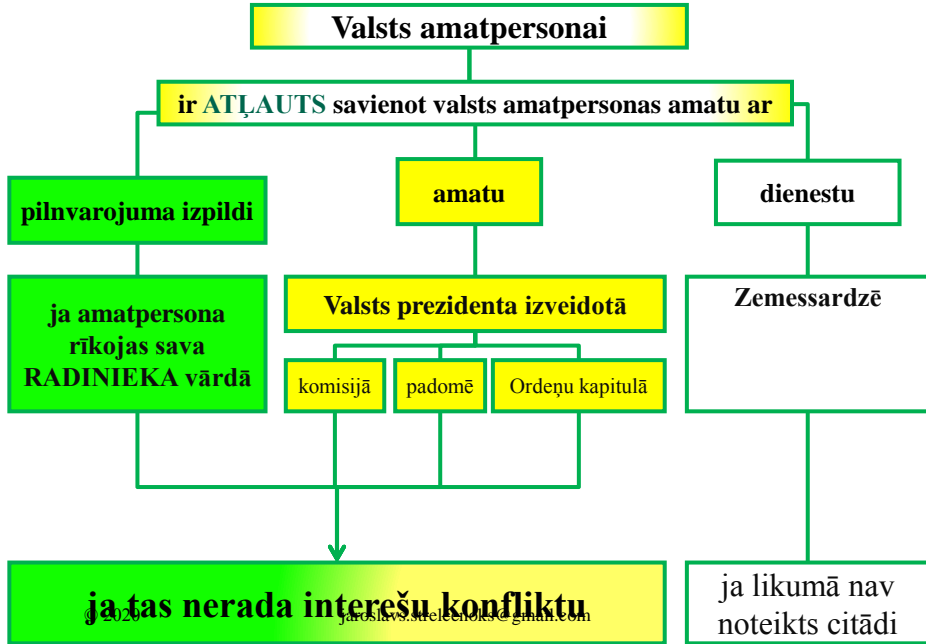 Valsts amatpersonai
ir ATĻAUTS savienot valsts amatpersonas amatu ar
pilnvarojuma izpildi
amatu
dienestu
ja amatpersona
rīkojas sava
RADINIEKA vārdā
Valsts prezidenta izveidotā
komisijā
padomē
Ordeņu kapitulā
Zemessardzē
ja tas nerada interešu konfliktu
© 2020
jaroslavs.strelcenoks@gmail.com
ja likumā nav
noteikts citādi